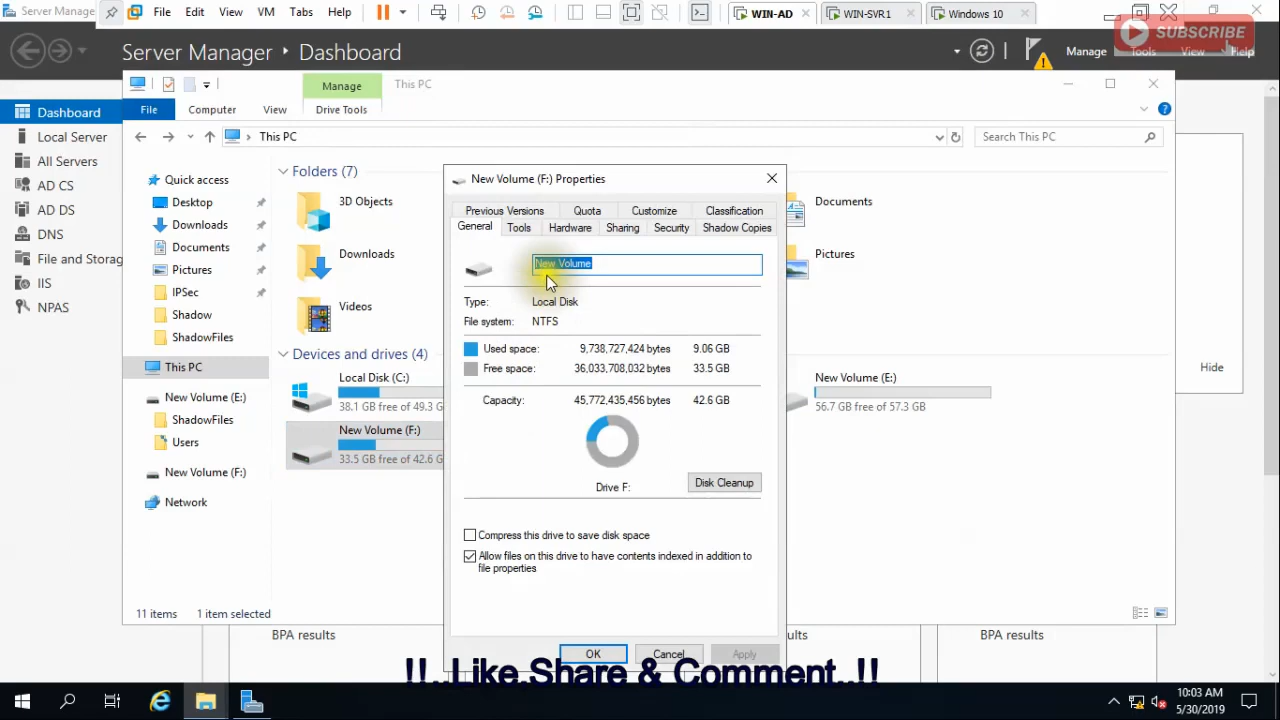 Server Manager
File Edit View VM Tabs Help
WIN-AD
WIN-SVR1
Windows 10
SUBSCRIBE
Server Manager Dashboard
Manage Tools View Help
Manage
This PC
File Computer View Drive Tools
This PC
Search This PC
Dashboard
Local Server
All Servers
AD CS
AD DS
DNS
File and Storag
IIS
NPAS
Quick access
Desktop
Downloads
Documents
Pictures
IPSec
Shadow
ShadowFiles
This PC
New Volume (E:)
ShadowFiles
Users
New Volume (F:)
Network
Folders (7)
3D Objects
Downloads
Videos
Documents
Pictures
Devices and drives (4)
Local Disk (C:)
38.1 GB free of 49.3
New Volume (F:)
33.5 GB free of 42.6
New Volume (E:)
56.7 GB free of 57.3 GB
Hide
New Volume (F:) Properties
Previous Versions Quota Customize Classification
General Tools Hardware Sharing Security Shadow Copies
New Volume
Type: Local Disk
File system: NTFS
Used space: 9,738,727,424 bytes 9.06 GB
Free space: 36,033,708,032 bytes 33.5 GB
Capacity: 45,772,435,456 bytes 42.6 GB
Drive F:
Disk Cleanup
Compress this drive to save disk space
Allow files on this drive to have contents indexed in addition to
file properties
OK Cancel Apply
11 items 1 item selected
BPA results
ults
BPA results
!!..Like,Share & Comment..!!
10:03 AM
5/30/2019